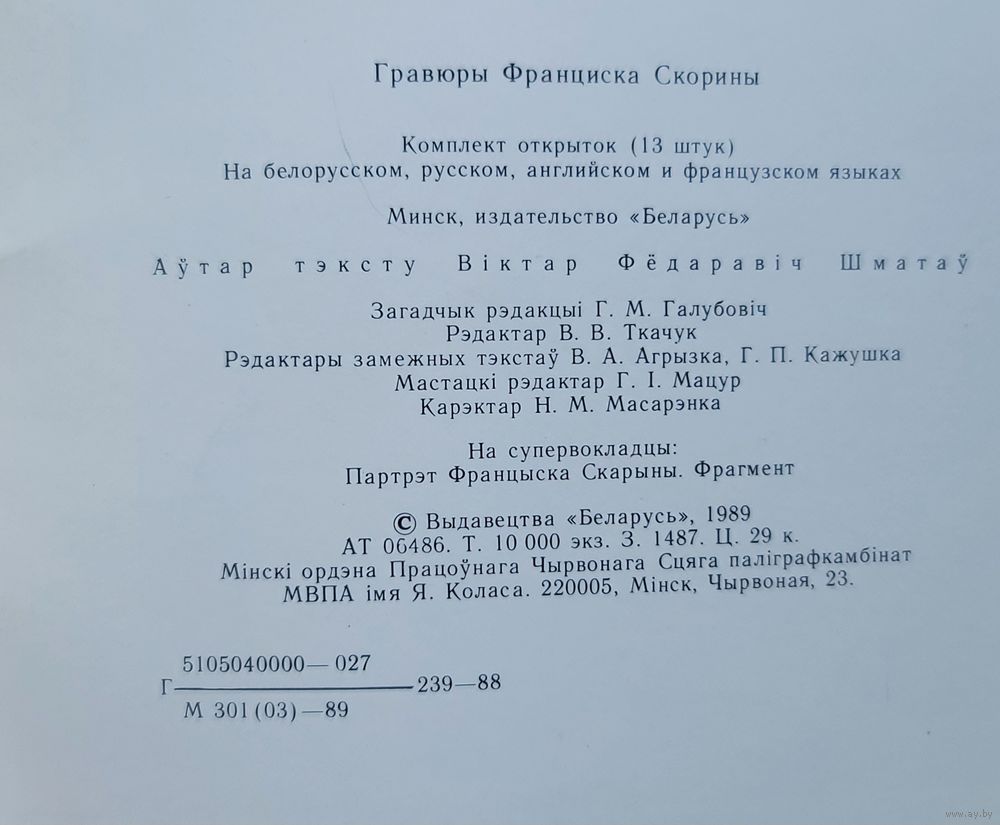 Гравюры Франциска Скорины
Комплект открыток (13 штук)
На белорусском, русском, английском и французском языках
Минск, издательство «Беларусь»
Аўтар тэксту Віктар Фёдаравіч Шматаў
Загадчык рэдакцыі Г. М. Галубовіч
Рэдактар В. В. Ткачук
Рэдактары замежных тэкстаў В. А. Агрызка, Г. П. Кажушка
Мастацкі рэдактар Г. І. Мацур
Карэктар Н. М. Масарэнка
На супервокладцы:
Партрэт Францыска Скарыны. Фрагмент
© Выдавецтва «Беларусь», 1989
АТ 06486. Т. 10 000 экз. З. 1487. Ц. 29 к.
Мінскі ордэна Працоўнага Чырвонага Сцяга паліграфкамбінат
МВПА імя Я. Коласа. 220005, Мінск, Чырвоная, 23.
5105040000—027
Г 239—88
М 301(03)—89
www.ay.by